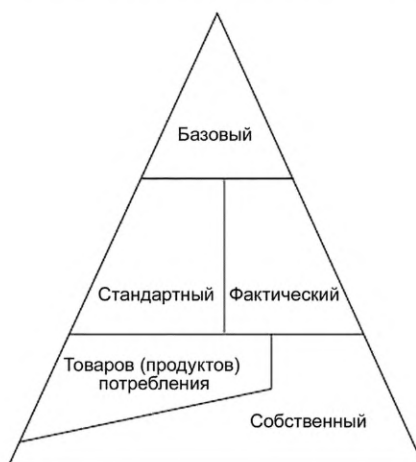 Базовый
Стандартный
Фактический
Товаров (продуктов)
потребления
Собственный